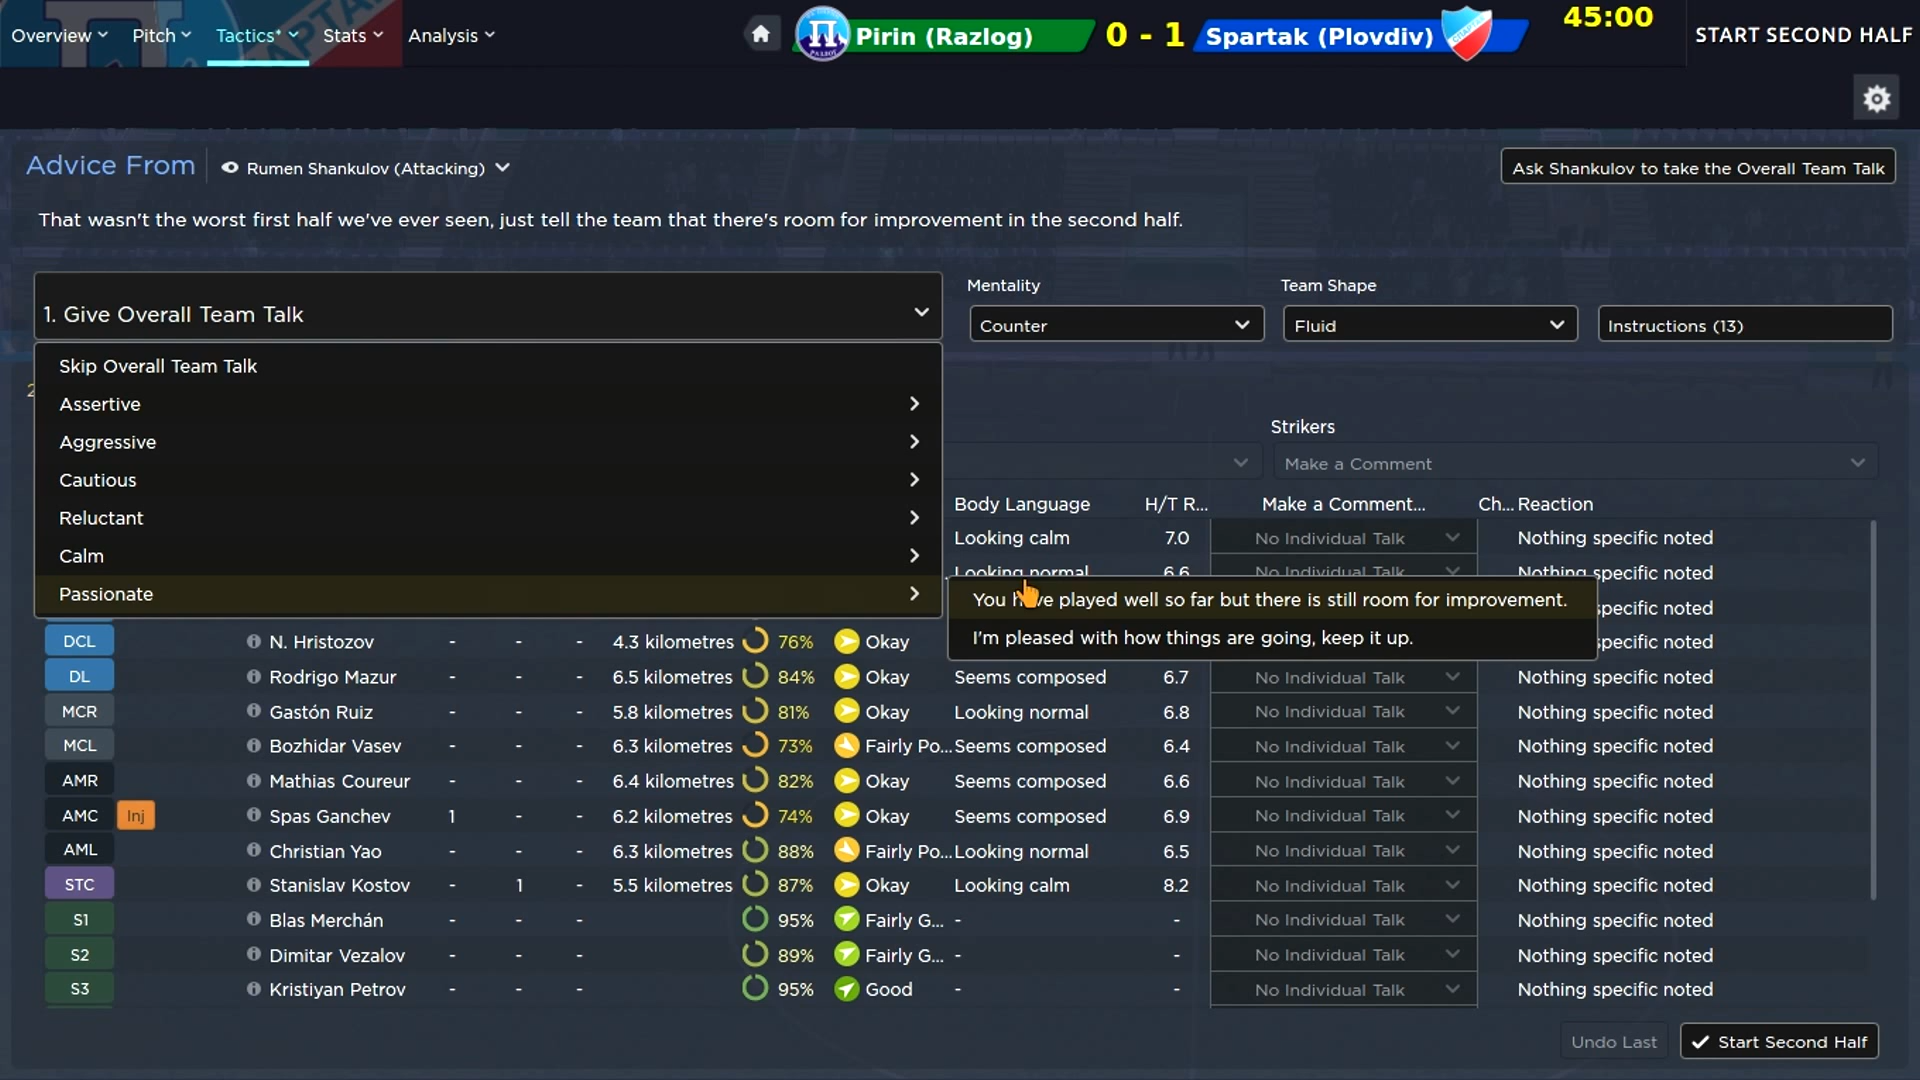 Overview
Pitch
Tactics*
Stats
Analysis
Pirin (Razlog)
0 - 1
Spartak (Plovdiv)
45:00
START SECOND HALF
Advice From
Rumen Shankulov (Attacking)
Ask Shankulov to take the Overall Team Talk
That wasn't the worst first half we've ever seen, just tell the team that there's room for improvement in the second half.
1. Give Overall Team Talk
Mentality
Counter
Team Shape
Fluid
Instructions (13)
Skip Overall Team Talk
Assertive
Aggressive
Cautious
Reluctant
Calm
Passionate
You have played well so far but there is still room for improvement.
I'm pleased with how things are going, keep it up.
2
Strikers
Make a Comment
Body Language H/T R... Make a Comment... Ch... Reaction
Looking calm 7.0 No Individual Talk Nothing specific noted
Looking normal 6.6 No Individual Talk Nothing specific noted
specific noted
DCL N. Hristozov - - - 4.3 kilometres 76% Okay specific noted
DL Rodrigo Mazur - - - 6.5 kilometres 84% Okay Seems composed 6.7 No Individual Talk Nothing specific noted
MCR Gastón Ruiz - - - 5.8 kilometres 81% Okay Looking normal 6.8 No Individual Talk Nothing specific noted
MCL Bozhidar Vasev - - - 6.3 kilometres 73% Fairly Po... Seems composed 6.4 No Individual Talk Nothing specific noted
AMR Mathias Coureur - - - 6.4 kilometres 82% Okay Seems composed 6.6 No Individual Talk Nothing specific noted
AMC Inj Spas Ganchev 1 - - 6.2 kilometres 74% Okay Seems composed 6.9 No Individual Talk Nothing specific noted
AML Christian Yao - - - 6.3 kilometres 88% Fairly Po... Looking normal 6.5 No Individual Talk Nothing specific noted
STC Stanislav Kostov - 1 - 5.5 kilometres 87% Okay Looking calm 8.2 No Individual Talk Nothing specific noted
S1 Blas Merchán - - - 95% Fairly G... - - No Individual Talk Nothing specific noted
S2 Dimitar Vezalov - - - 89% Fairly G... - - No Individual Talk Nothing specific noted
S3 Kristiyan Petrov - - - 95% Good - - No Individual Talk Nothing specific noted
Undo Last
Start Second Half